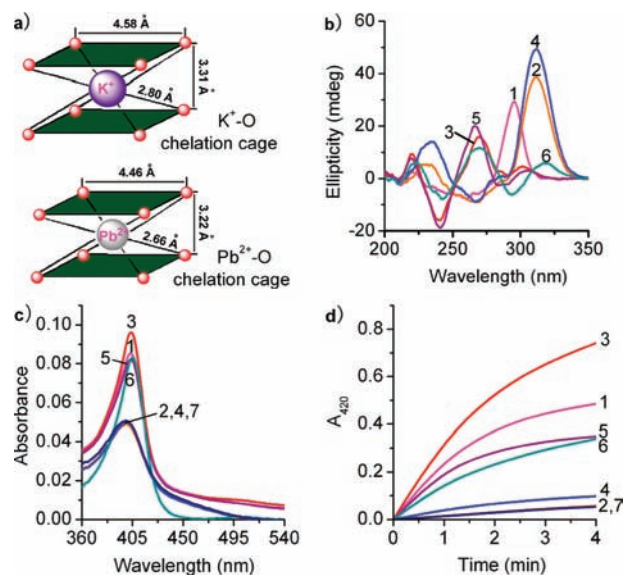 a)
4.58 Å
K⁺
3.31 Å
2.80 Å
K⁺-O
chelation cage
4.46 Å
Pb²⁺
3.22 Å
2.66 Å
Pb²⁺-O
chelation cage
b)
Ellipticity (mdeg)
60
40
20
0
-20
200 250 300 350
Wavelength (nm)
4
2
1
5
3
6
c)
Absorbance
0.10
0.08
0.06
0.04
0.02
0.00
360 405 450 495 540
Wavelength (nm)
3
1
5
6
2,4,7
d)
A₄₂₀
0.8
0.6
0.4
0.2
0.0
0 1 2 3 4
Time (min)
3
1
5
6
4
2,7